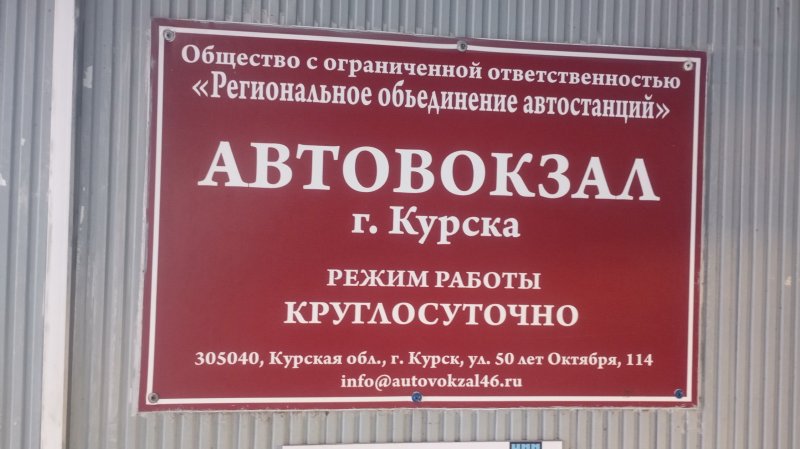 Общество с ограниченной ответственностью
«Региональное обьединение автостанций»
АВТОВОКЗАЛ
г. Курска
РЕЖИМ РАБОТЫ
КРУГЛОСУТОЧНО
305040, Курская обл., г. Курск, ул. 50 лет Октября, 114
info@autovokzal46.ru